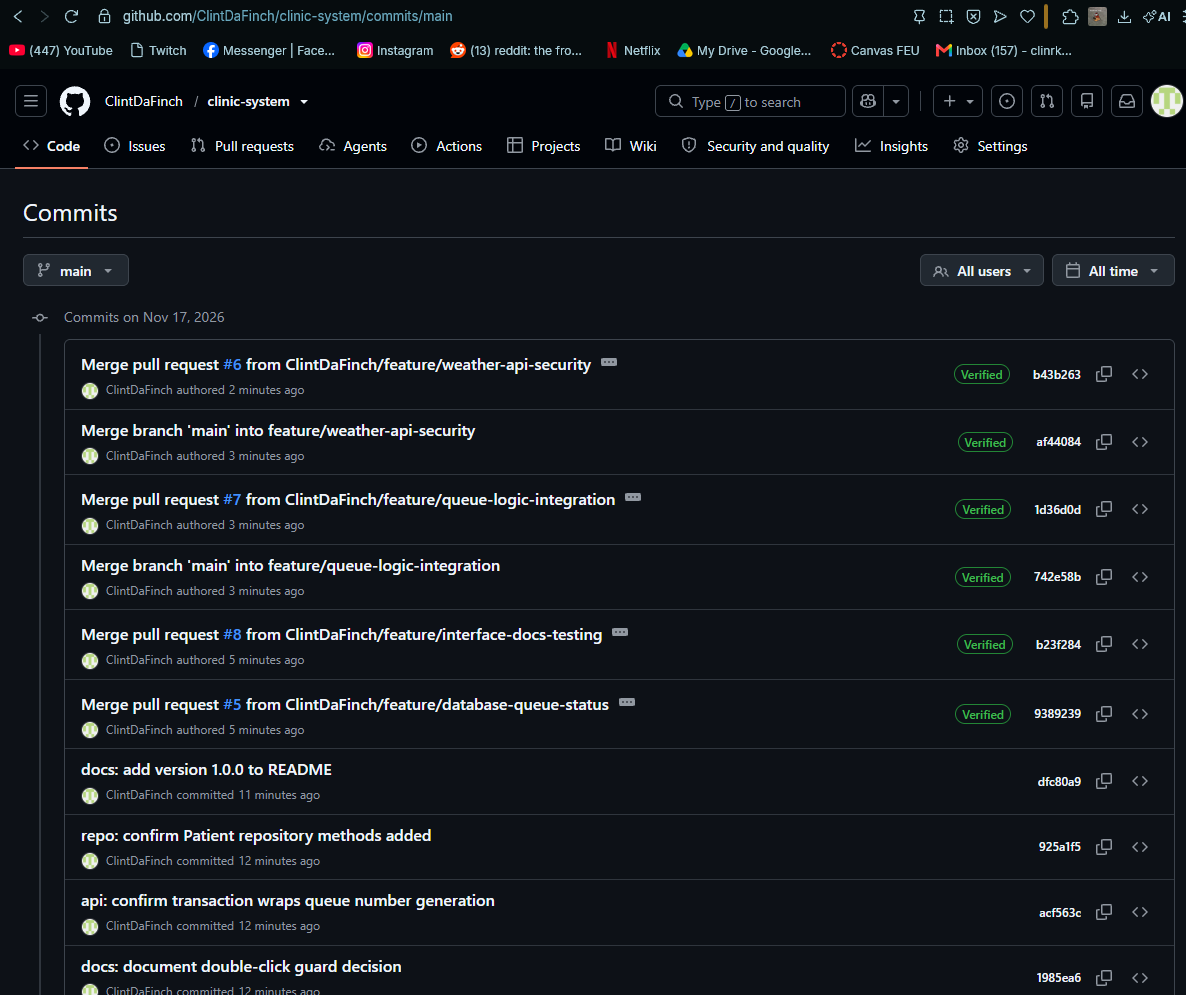 github.com/ClintDaFinch/clinic-system/commits/main
AI
(447) YouTube
Twitch
Messenger | Face...
Instagram
(13) reddit: the fro...
Netflix
My Drive - Google...
Canvas FEU
Inbox (157) - clinrk...
ClintDaFinch / clinic-system
Type / to search
Code
Issues
Pull requests
Agents
Actions
Projects
Wiki
Security and quality
Insights
Settings
Commits
main
All users
All time
Commits on Nov 17, 2026
Merge pull request #6 from ClintDaFinch/feature/weather-api-security
ClintDaFinch authored 2 minutes ago
Verified
b43b263
Merge branch 'main' into feature/weather-api-security
ClintDaFinch authored 3 minutes ago
Verified
af44084
Merge pull request #7 from ClintDaFinch/feature/queue-logic-integration
ClintDaFinch authored 3 minutes ago
Verified
1d36d0d
Merge branch 'main' into feature/queue-logic-integration
ClintDaFinch authored 3 minutes ago
Verified
742e58b
Merge pull request #8 from ClintDaFinch/feature/interface-docs-testing
ClintDaFinch authored 5 minutes ago
Verified
b23f284
Merge pull request #5 from ClintDaFinch/feature/database-queue-status
ClintDaFinch authored 5 minutes ago
Verified
9389239
docs: add version 1.0.0 to README
ClintDaFinch committed 11 minutes ago
dfc80a9
repo: confirm Patient repository methods added
ClintDaFinch committed 12 minutes ago
925a1f5
api: confirm transaction wraps queue number generation
ClintDaFinch committed 12 minutes ago
acf563c
docs: document double-click guard decision
ClintDaFinch committed 12 minutes ago
1985ea6